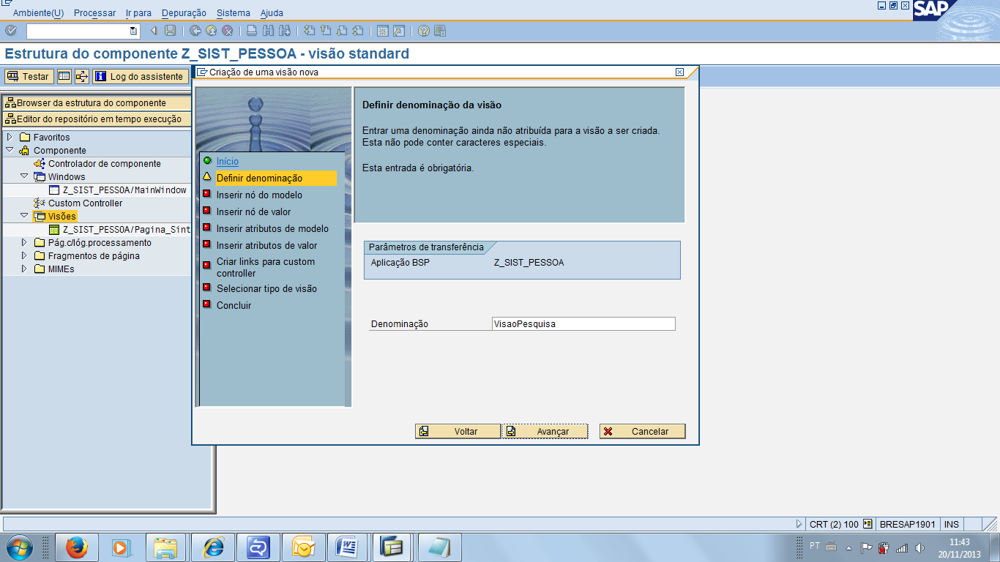 Ambiente(U) Processar Ir para Depuração Sistema Ajuda
SAP
Estrutura do componente Z_SIST_PESSOA - visão standard
Testar Log do assistente
Browser da estrutura do componente
Editor do repositório em tempo execução
Favoritos
Componente
Controlador de componente
Windows
Z_SIST_PESSOA/MainWindow
Custom Controller
Visões
Z_SIST_PESSOA/Pagina_Sint
Pág.c/lóg.processamento
Fragmentos de página
MIMEs
Criação de uma visão nova
Início
Definir denominação
Inserir nó do modelo
Inserir nó de valor
Inserir atributos de modelo
Inserir atributos de valor
Criar links para custom
controller
Selecionar tipo de visão
Concluir
Definir denominação da visão
Entrar uma denominação ainda não atribuída para a visão a ser criada.
Esta não pode conter caracteres especiais.
Esta entrada é obrigatória.
Parâmetros de transferência
Aplicação BSP Z_SIST_PESSOA
Denominação VisaoPesquisa
Voltar Avançar Cancelar
CRT (2) 100 BRESAP1901 INS
PT 11:43
20/11/2013